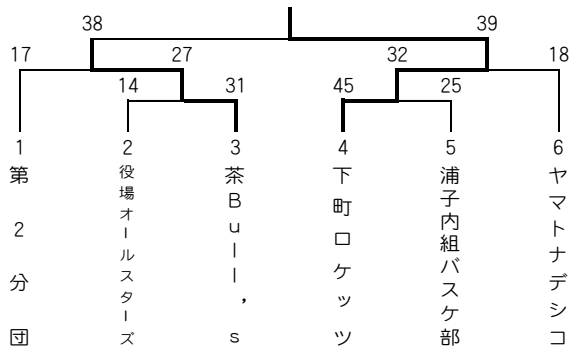 38 39
17 27 32 18
14 31 45 25
1 2 3 4 5 6
第2分団
役場オールスターズ
茶Bull's
下町ロケッツ
浦子内組バスケ部
ヤマトナデシコ